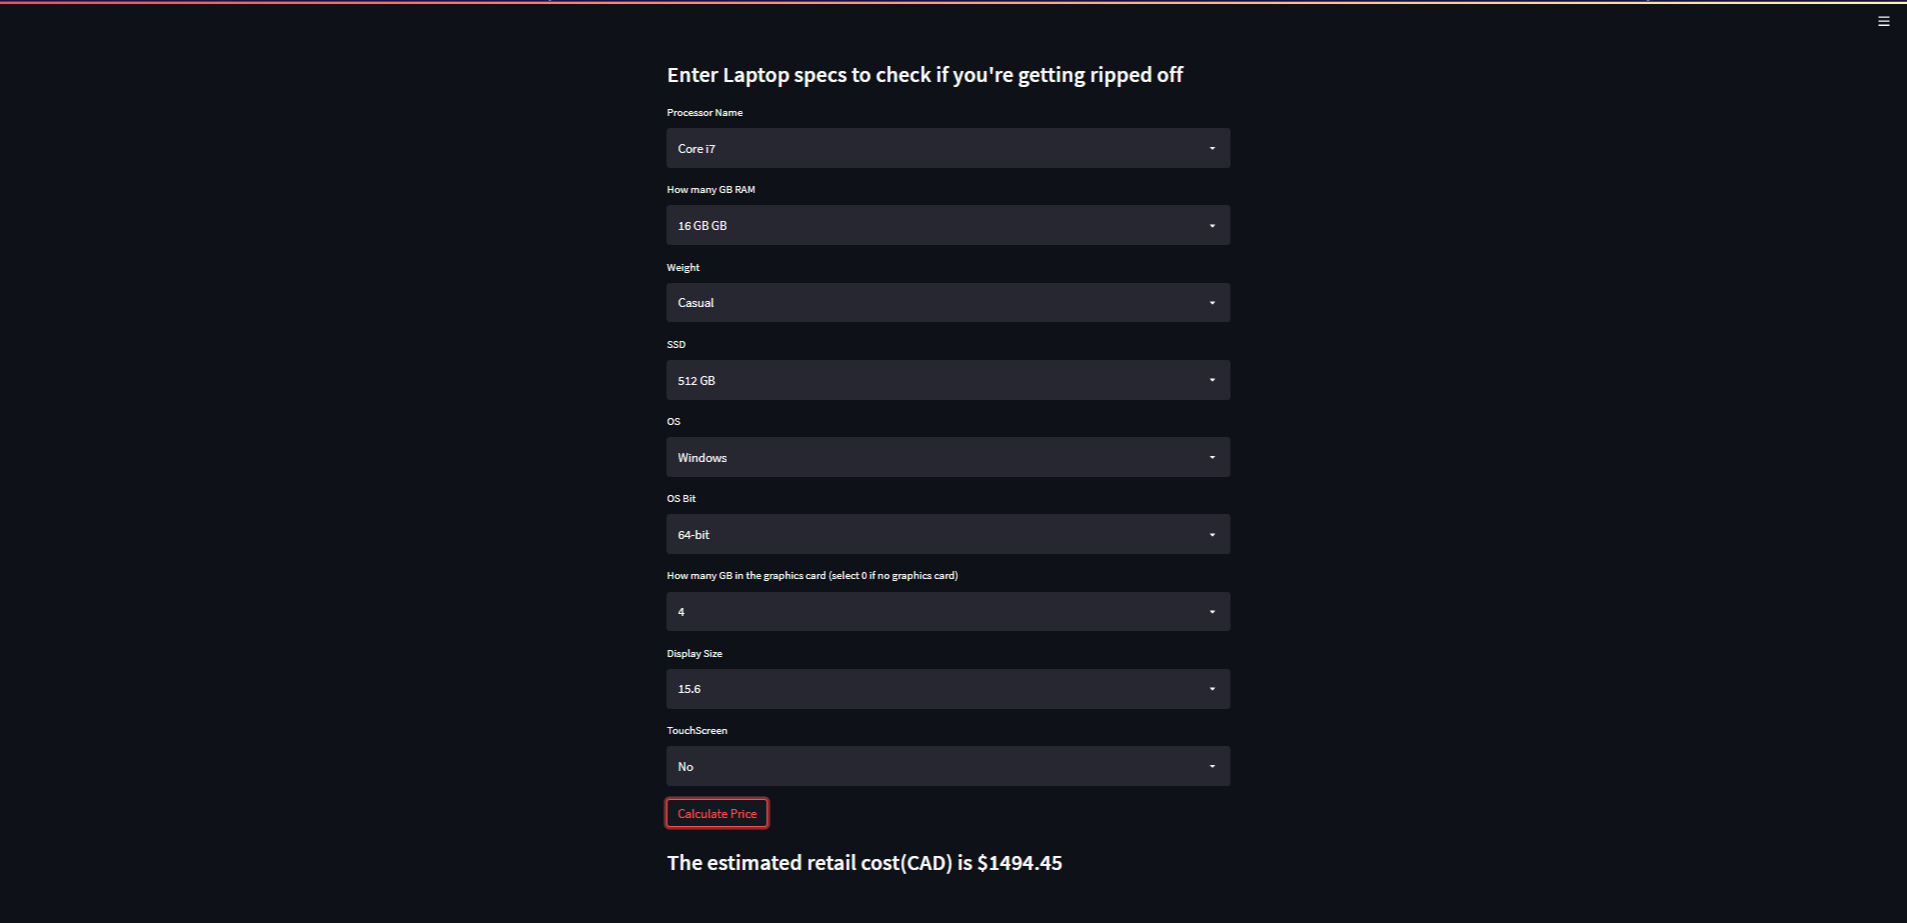 Enter Laptop specs to check if you're getting ripped off
Processor Name
Core i7
How many GB RAM
16 GB GB
Weight
Casual
SSD
512 GB
OS
Windows
OS Bit
64-bit
How many GB in the graphics card (select 0 if no graphics card)
4
Display Size
15.6
TouchScreen
No
Calculate Price
The estimated retail cost(CAD) is $1494.45